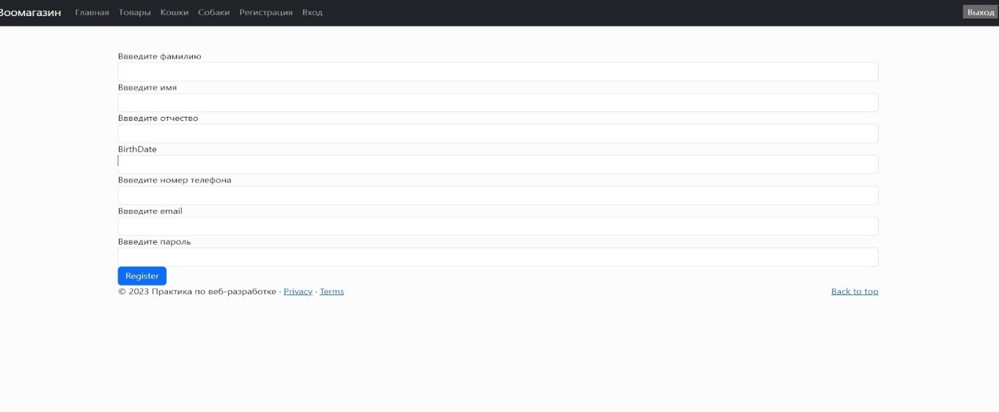 Зоомагазин Главная Товары Кошки Собаки Регистрация Вход Выход
Ввведите фамилию
Ввведите имя
Ввведите отчество
BirthDate
Ввведите номер телефона
Ввведите email
Ввведите пароль
Register
© 2023 Практика по веб-разработке · Privacy · Terms Back to top